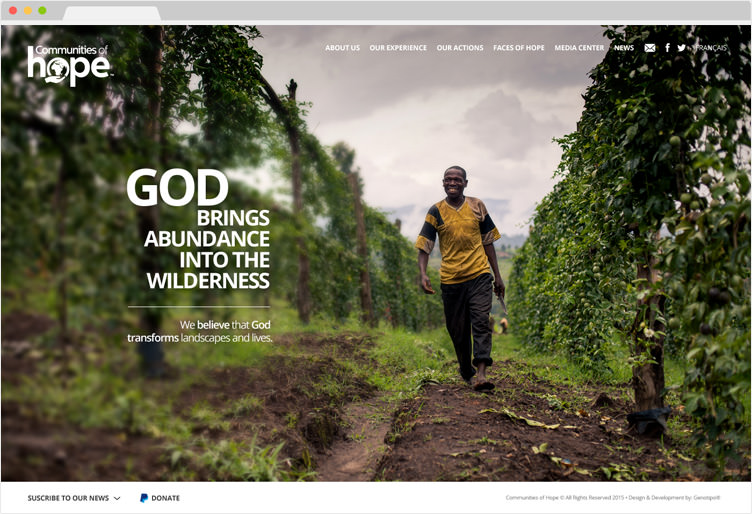 Communities of
hope
ABOUT US OUR EXPERIENCE OUR ACTIONS FACES OF HOPE MEDIA CENTER NEWS FRANÇAIS
GOD
BRINGS
ABUNDANCE
INTO THE
WILDERNESS
We believe that God
transforms landscapes and lives.
SUSCRIBE TO OUR NEWS DONATE
Communities of Hope © All Rights Reserved 2015 • Design & Development by: Genotipo®